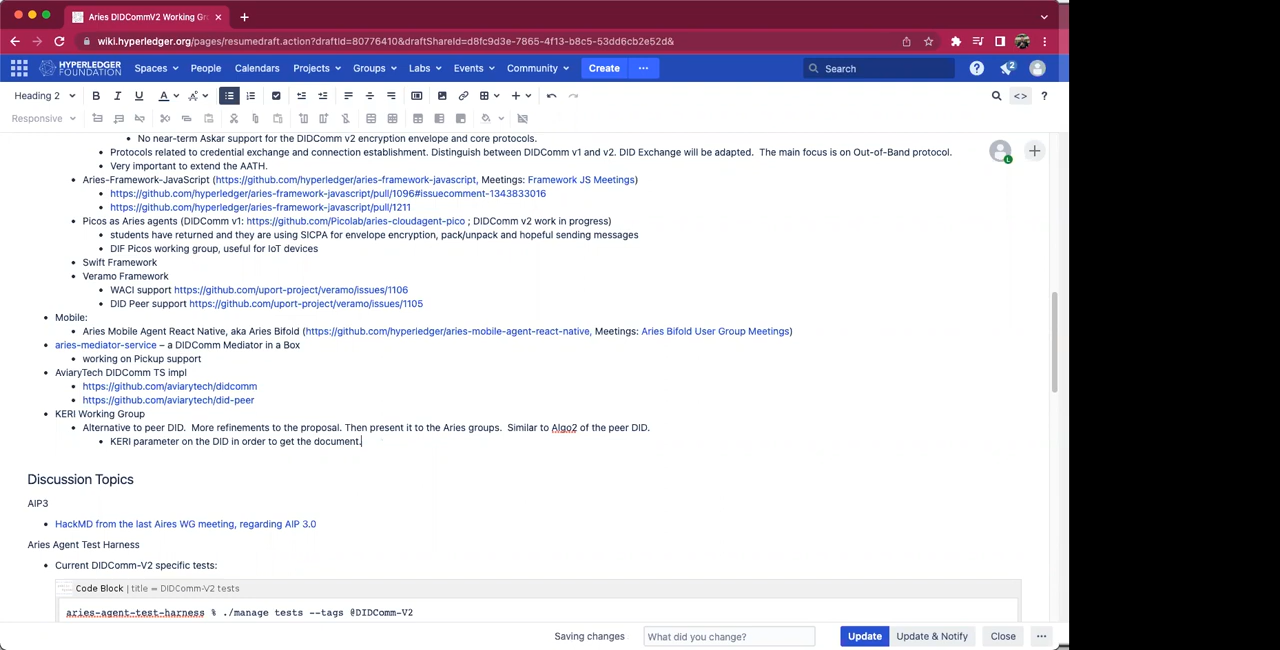 Aries DIDCommV2 Working Gr
wiki.hyperledger.org/pages/resumedraft.action?draftId=80776410&draftShareId=d8fc9d3e-7865-4f13-b8c5-53dd6cb2e52d&
HYPERLEDGER FOUNDATION Spaces People Calendars Projects Groups Labs Events Community Create ··· Search 2
Heading 2 B I U A <> ?
Responsive
• No near-term Askar support for the DIDComm v2 encryption envelope and core protocols.
• Protocols related to credential exchange and connection establishment. Distinguish between DIDComm v1 and v2. DID Exchange will be adapted. The main focus is on Out-of-Band protocol.
• Very important to extend the AATH.
• Aries-Framework-JavaScript (https://github.com/hyperledger/aries-framework-javascript, Meetings: Framework JS Meetings)
• https://github.com/hyperledger/aries-framework-javascript/pull/1096#issuecomment-1343833016
• https://github.com/hyperledger/aries-framework-javascript/pull/1211
• Picos as Aries agents (DIDComm v1: https://github.com/Picolab/aries-cloudagent-pico ; DIDComm v2 work in progress)
• students have returned and they are using SICPA for envelope encryption, pack/unpack and hopeful sending messages
• DIF Picos working group, useful for IoT devices
• Swift Framework
• Veramo Framework
• WACI support https://github.com/uport-project/veramo/issues/1106
• DID Peer support https://github.com/uport-project/veramo/issues/1105
• Mobile:
• Aries Mobile Agent React Native, aka Aries Bifold (https://github.com/hyperledger/aries-mobile-agent-react-native, Meetings: Aries Bifold User Group Meetings)
• aries-mediator-service – a DIDComm Mediator in a Box
• working on Pickup support
• AviaryTech DIDComm TS impl
• https://github.com/aviarytech/didcomm
• https://github.com/aviarytech/did-peer
• KERI Working Group
• Alternative to peer DID. More refinements to the proposal. Then present it to the Aries groups. Similar to Algo2 of the peer DID.
• KERI parameter on the DID in order to get the document.
Discussion Topics
AIP3
• HackMD from the last Aires WG meeting, regarding AIP 3.0
Aries Agent Test Harness
• Current DIDComm-V2 specific tests:
Code Block | title = DIDComm-V2 tests
aries-agent-test-harness % ./manage tests --tags @DIDComm-V2
Saving changes What did you change? Update Update & Notify Close ···